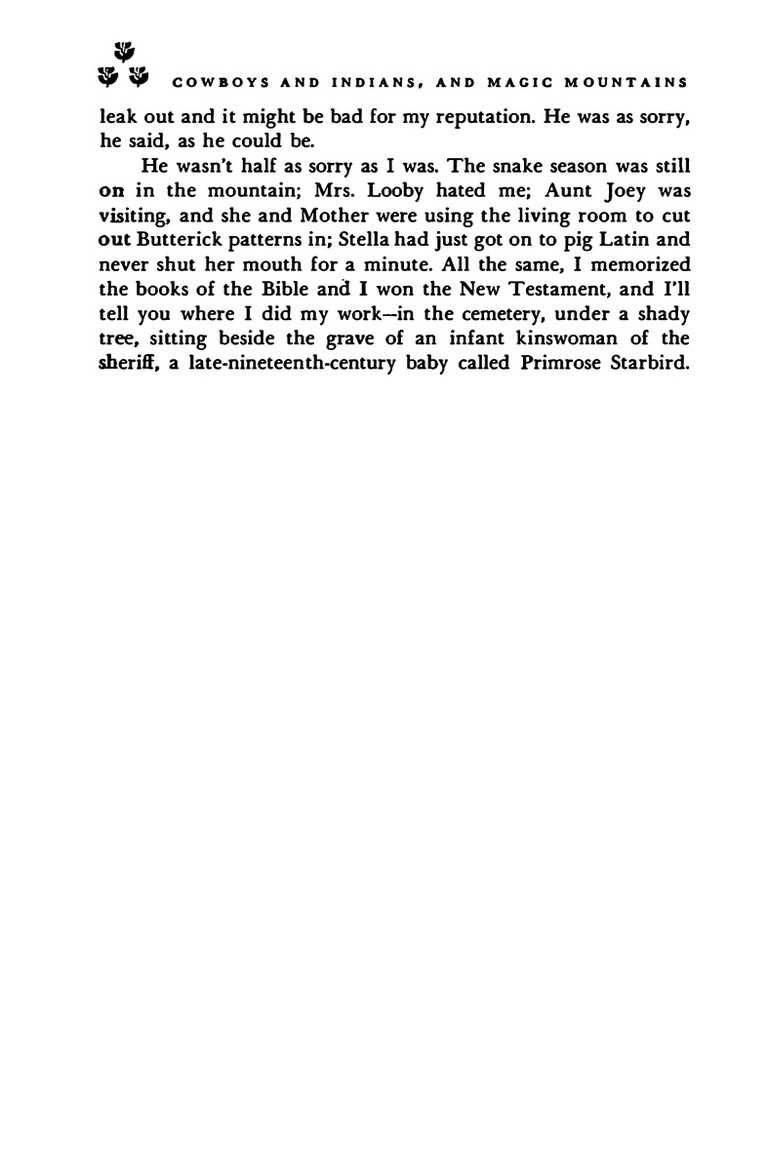 COWBOYS AND INDIANS, AND MAGIC MOUNTAINS
leak out and it might be bad for my reputation. He was as sorry,
he said, as he could be.
He wasn't half as sorry as I was. The snake season was still
on in the mountain; Mrs. Looby hated me; Aunt Joey was
visiting, and she and Mother were using the living room to cut
out Butterick patterns in; Stella had just got on to pig Latin and
never shut her mouth for a minute. All the same, I memorized
the books of the Bible and I won the New Testament, and I'll
tell you where I did my work—in the cemetery, under a shady
tree, sitting beside the grave of an infant kinswoman of the
sheriff, a late-nineteenth-century baby called Primrose Starbird.